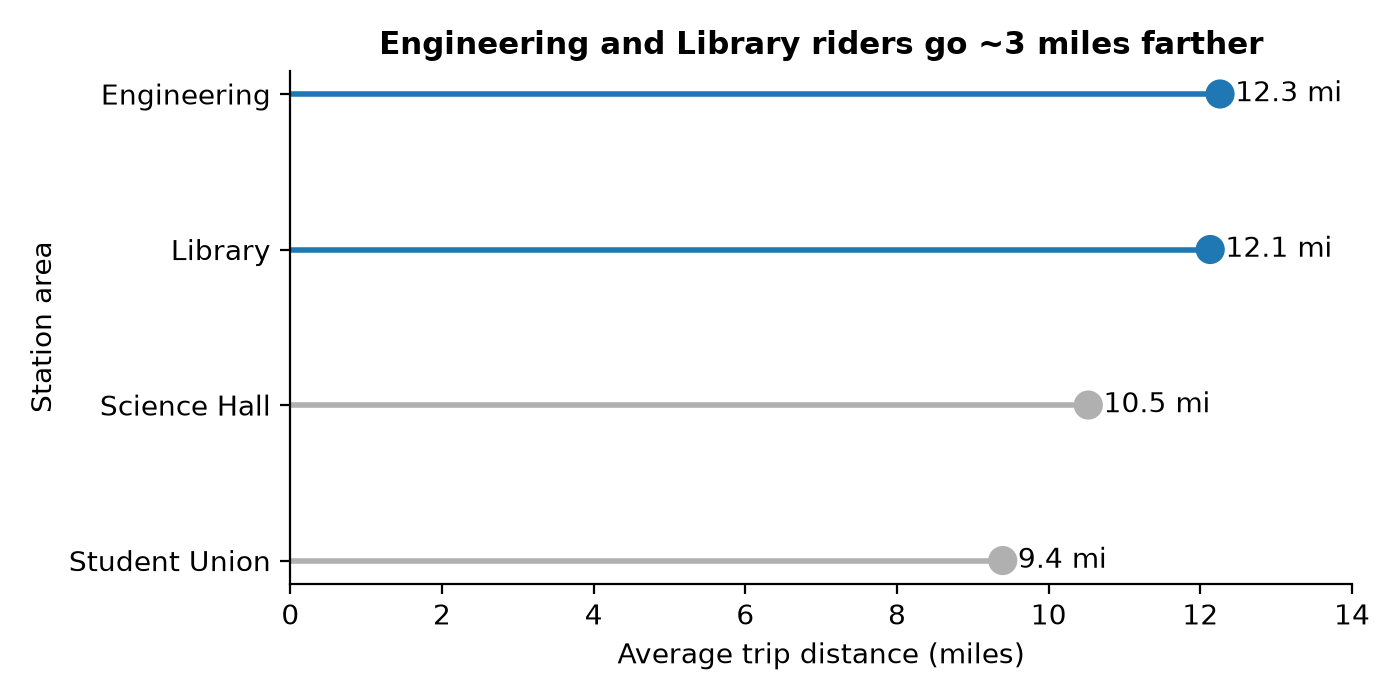 Engineering and Library riders go ~3 miles farther
Engineering
12.3 mi
Library
12.1 mi
Station area
Science Hall
10.5 mi
Student Union
9.4 mi
0 2 4 6 8 10 12 14
Average trip distance (miles)